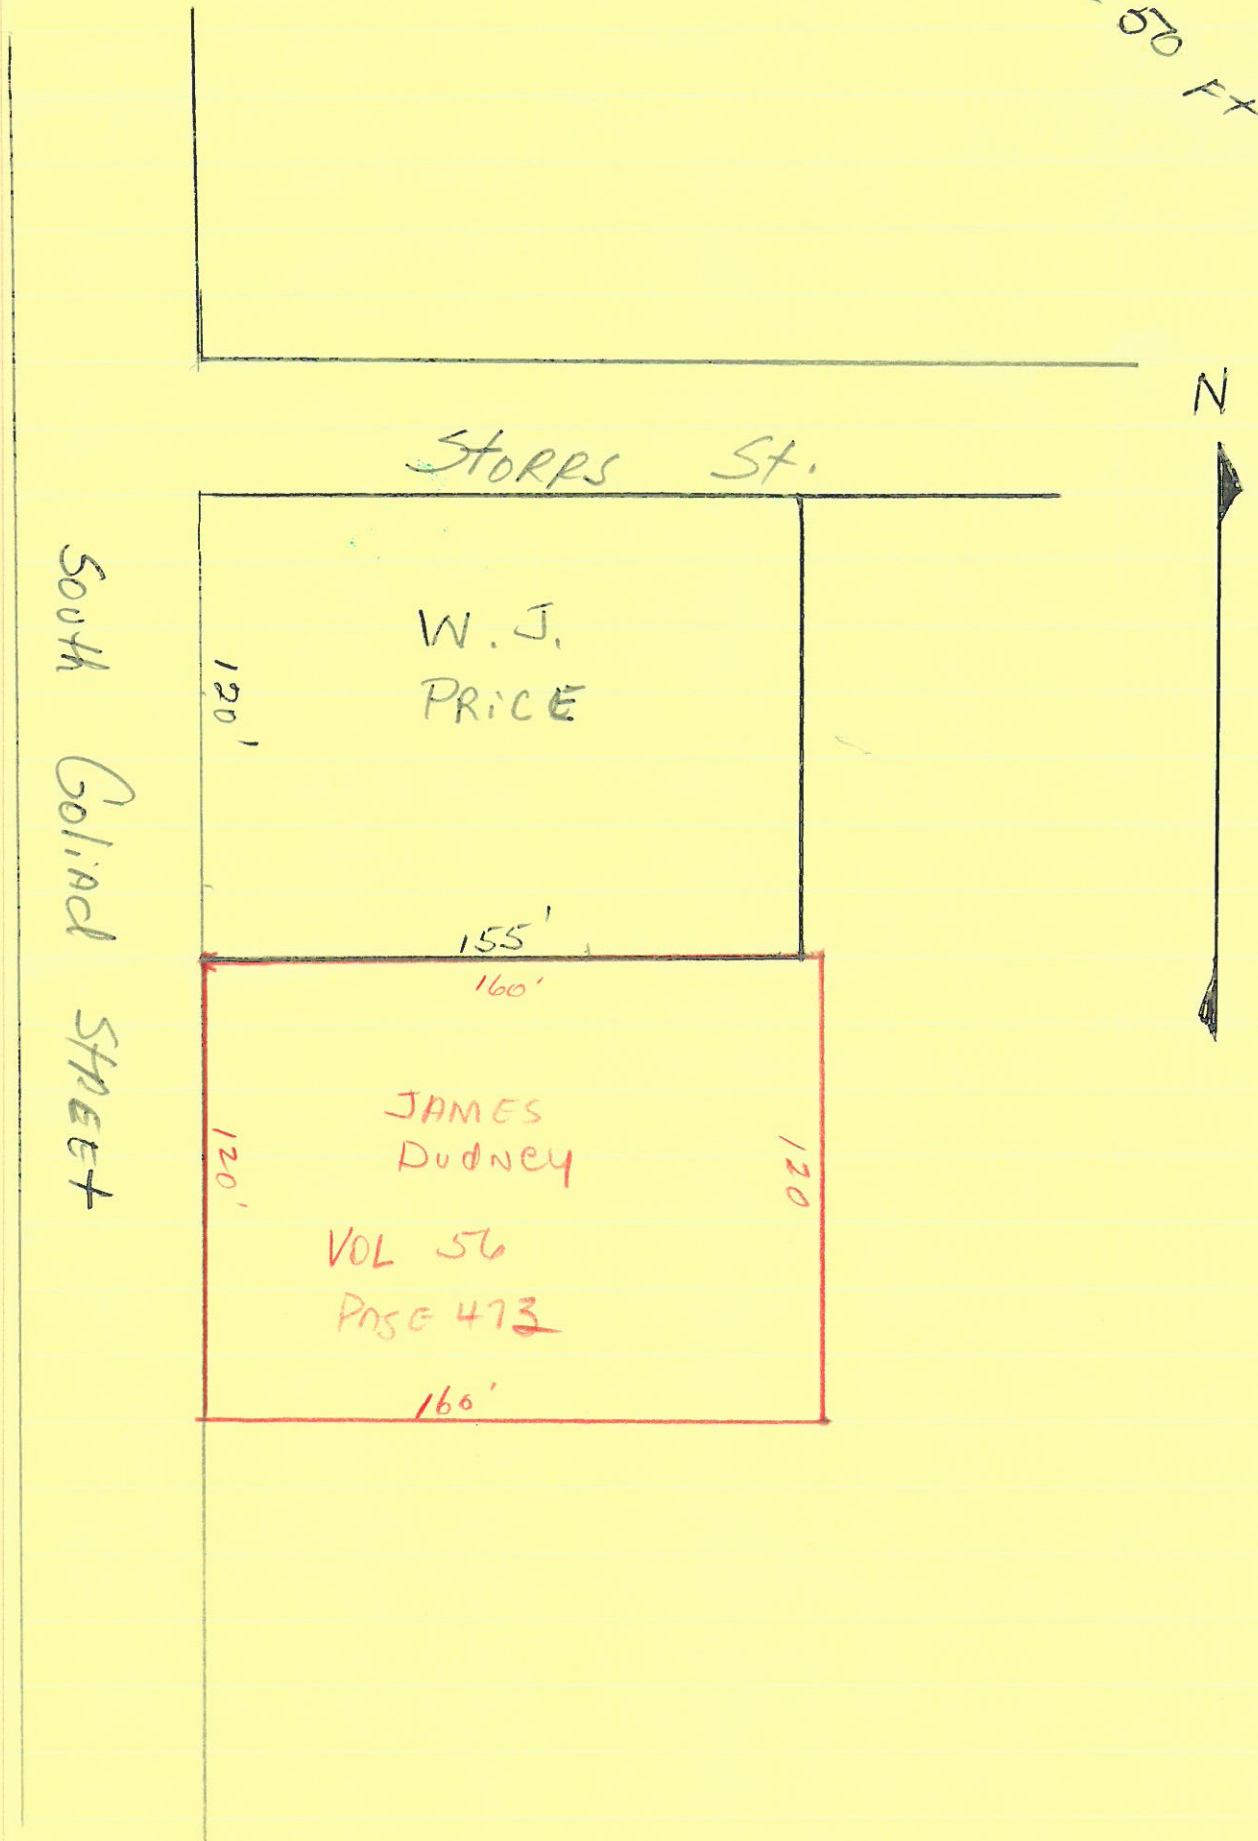 50 FT
N
Storrs St.
W. J.
PRiCE
120'
South Goliad Street
155'
160'
JAMES
Dudney
120'
120
VOL 56
PAGE 473
160'